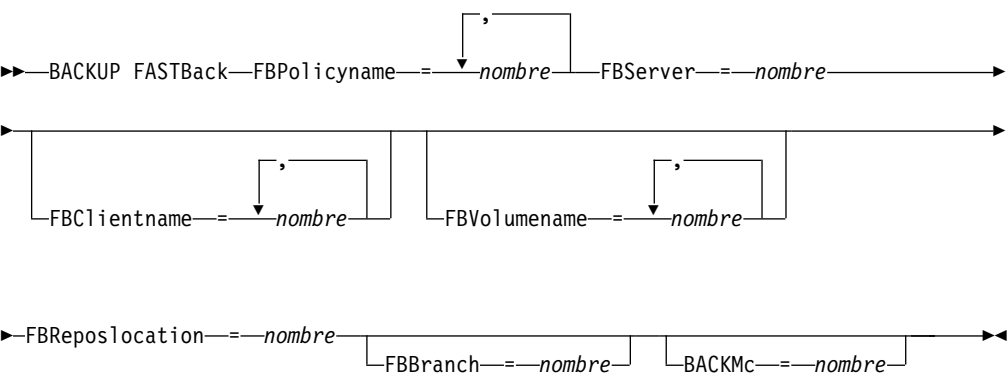 ,
BACKUP FASTBack FBPolicyname = nombre FBServer = nombre
, ,
FBClientname = nombre FBVolumename = nombre
FBReposlocation = nombre
FBBranch = nombre BACKMc = nombre